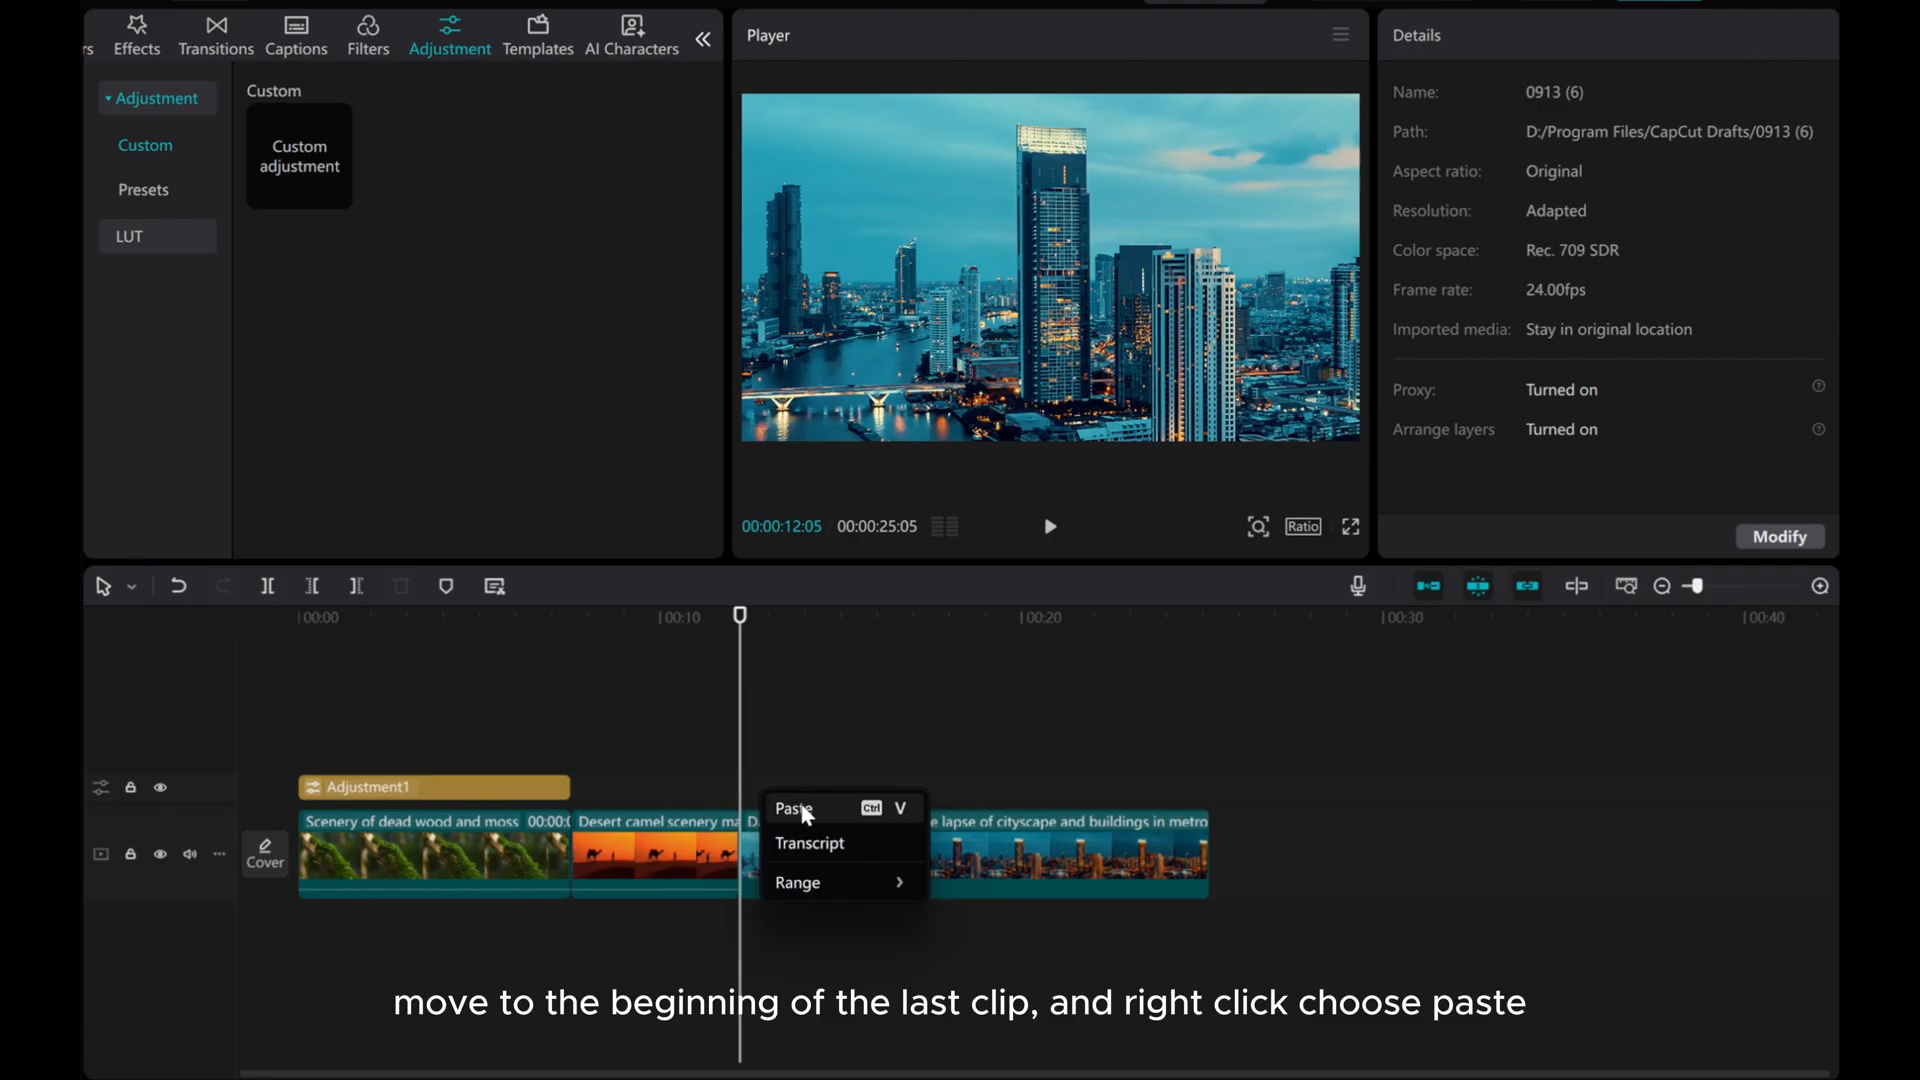 rs
Effects
Transitions
Captions
Filters
Adjustment
Templates
AI Characters
Adjustment
Custom
Presets
LUT
Custom
Custom
adjustment
Player
00:00:12:05
00:00:25:05
Ratio
Details
Name: 0913 (6)
Path: D:/Program Files/CapCut Drafts/0913 (6)
Aspect ratio: Original
Resolution: Adapted
Color space: Rec. 709 SDR
Frame rate: 24.00fps
Imported media: Stay in original location
Proxy: Turned on
Arrange layers Turned on
Modify
00:00
00:10
00:20
00:30
00:40
Adjustment1
Cover
Scenery of dead wood and moss 00:00:0
Desert camel scenery ma
D
e lapse of cityscape and buildings in metro
Paste Ctrl V
Transcript
Range
move to the beginning of the last clip, and right click choose paste